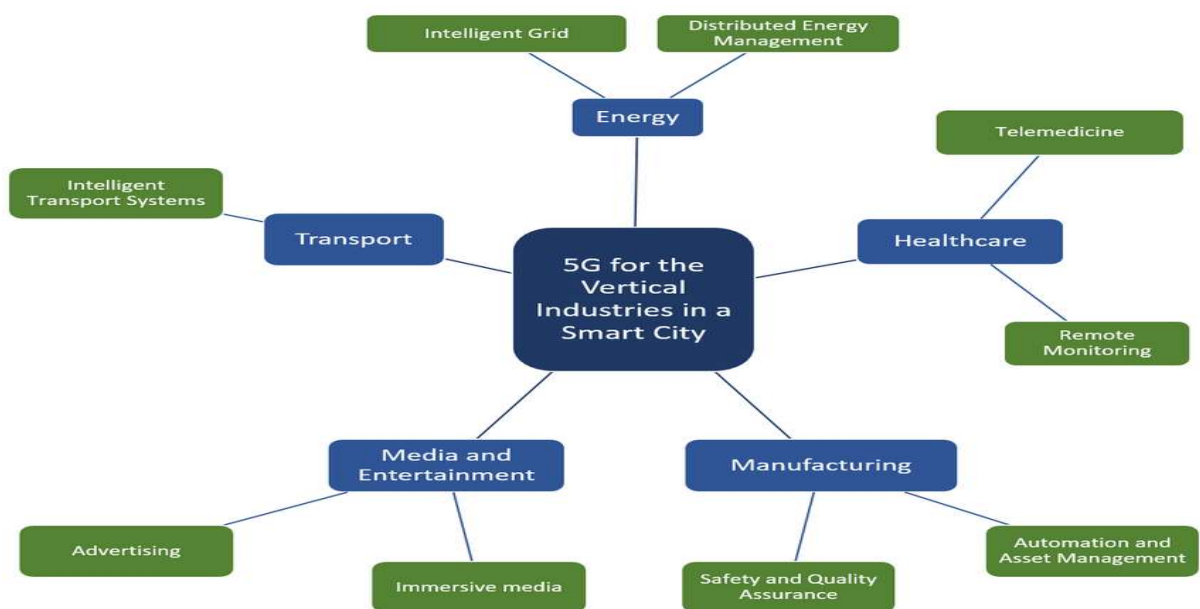 Intelligent Grid
Distributed Energy
Management
Energy
Telemedicine
Intelligent
Transport Systems
Transport
Healthcare
5G for the
Vertical
Industries in a
Smart City
Remote
Monitoring
Media and
Entertainment
Manufacturing
Advertising
Immersive media
Safety and Quality
Assurance
Automation and
Asset Management